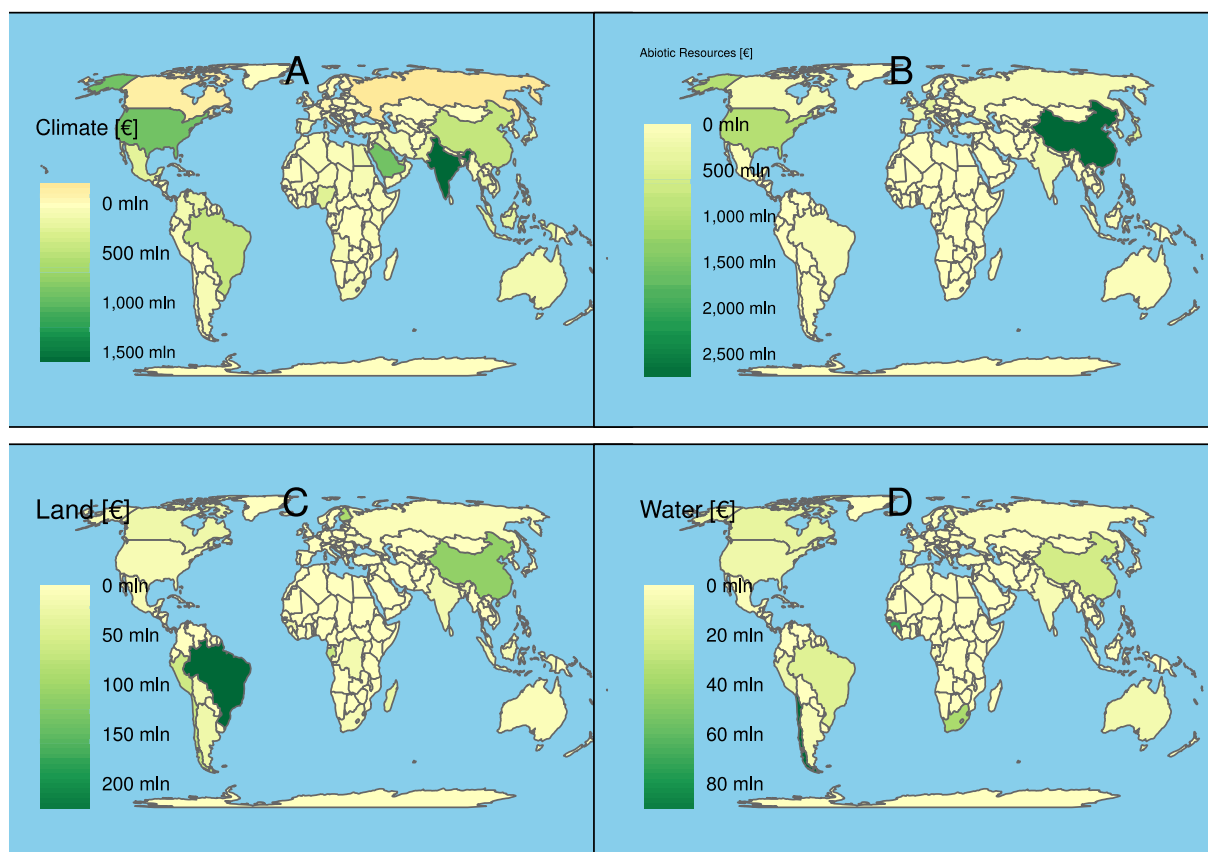 A
Climate [€]
0 mln
500 mln
1,000 mln
1,500 mln
Abiotic Resources [€]
B
0 mln
500 mln
1,000 mln
1,500 mln
2,000 mln
2,500 mln
C
Land [€]
0 mln
50 mln
100 mln
150 mln
200 mln
D
Water [€]
0 mln
20 mln
40 mln
60 mln
80 mln